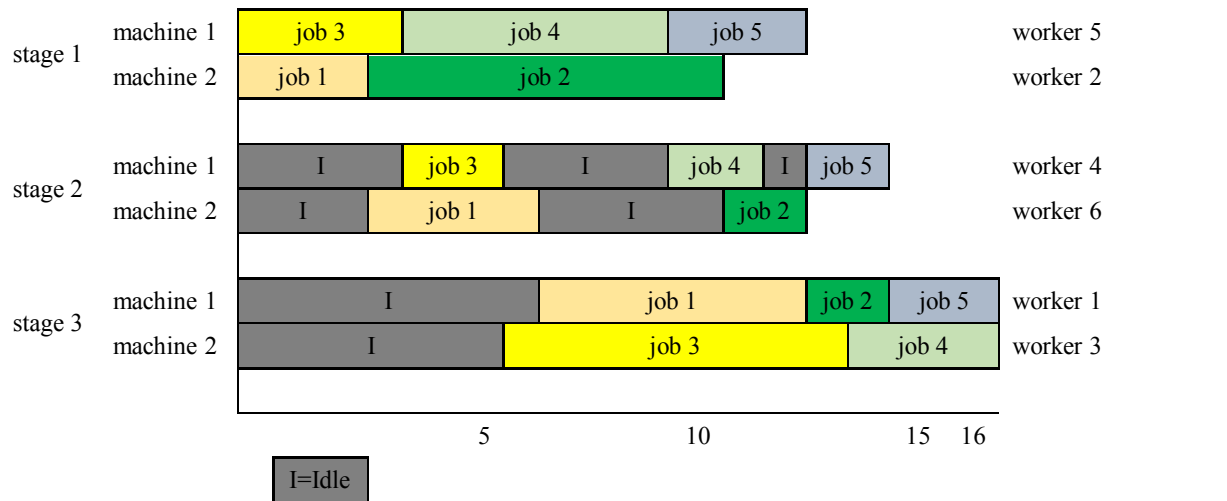 machine 1 job 3 job 4 job 5 worker 5
stage 1
machine 2 job 1 job 2 worker 2
machine 1 I job 3 I job 4 I job 5 worker 4
stage 2
machine 2 I job 1 I job 2 worker 6
machine 1 I job 1 job 2 job 5 worker 1
stage 3
machine 2 I job 3 job 4 worker 3
5 10 15 16
I=Idle